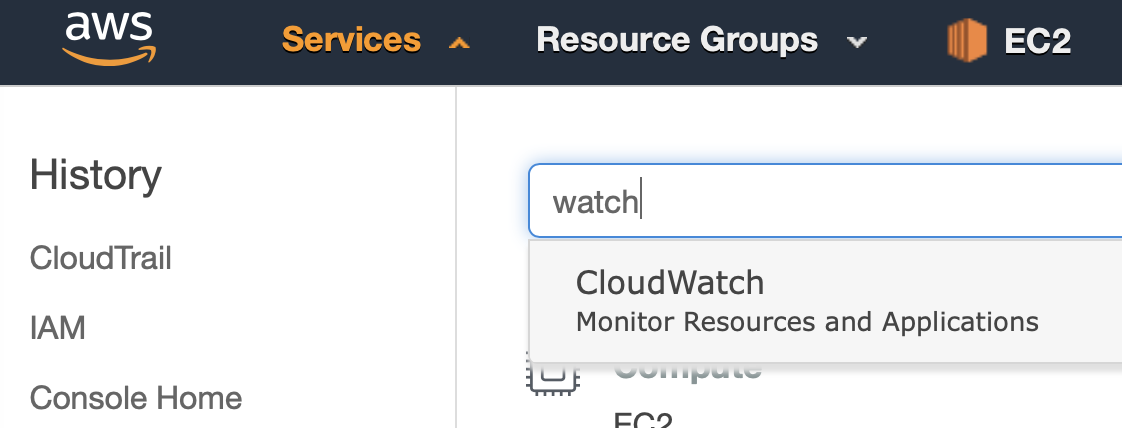 aws Services Resource Groups EC2
History
watch
CloudTrail
CloudWatch
Monitor Resources and Applications
IAM
Compute
Console Home
EC2